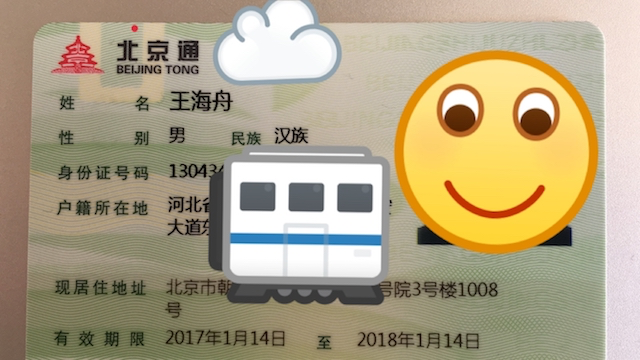 北京通
BEIJING TONG
姓 名 王海舟
性 别 男 民族 汉族
身份证号码 13043
户籍所在地 河北
大道
现居住地址 北京市朝 号院3号楼1008
号
有效期限 2017年1月14日 至 2018年1月14日